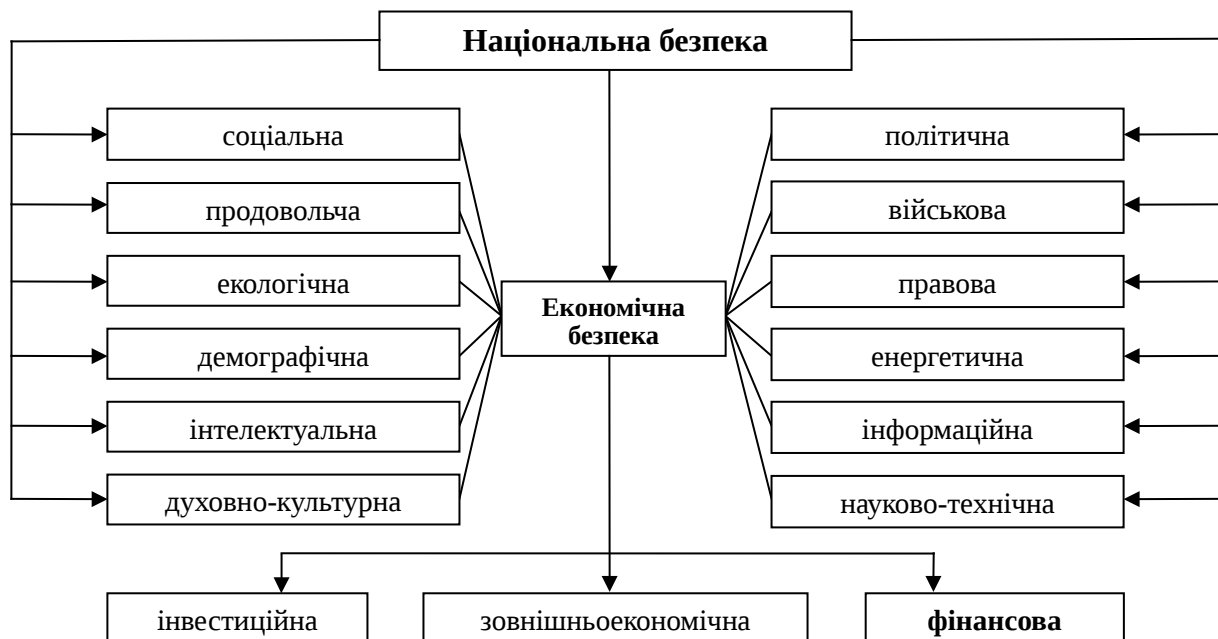 Національна безпека
соціальна
політична
продовольча
військова
екологічна
правова
Економічна
безпека
демографічна
енергетична
інтелектуальна
інформаційна
духовно-культурна
науково-технічна
інвестиційна
зовнішньоекономічна
фінансова